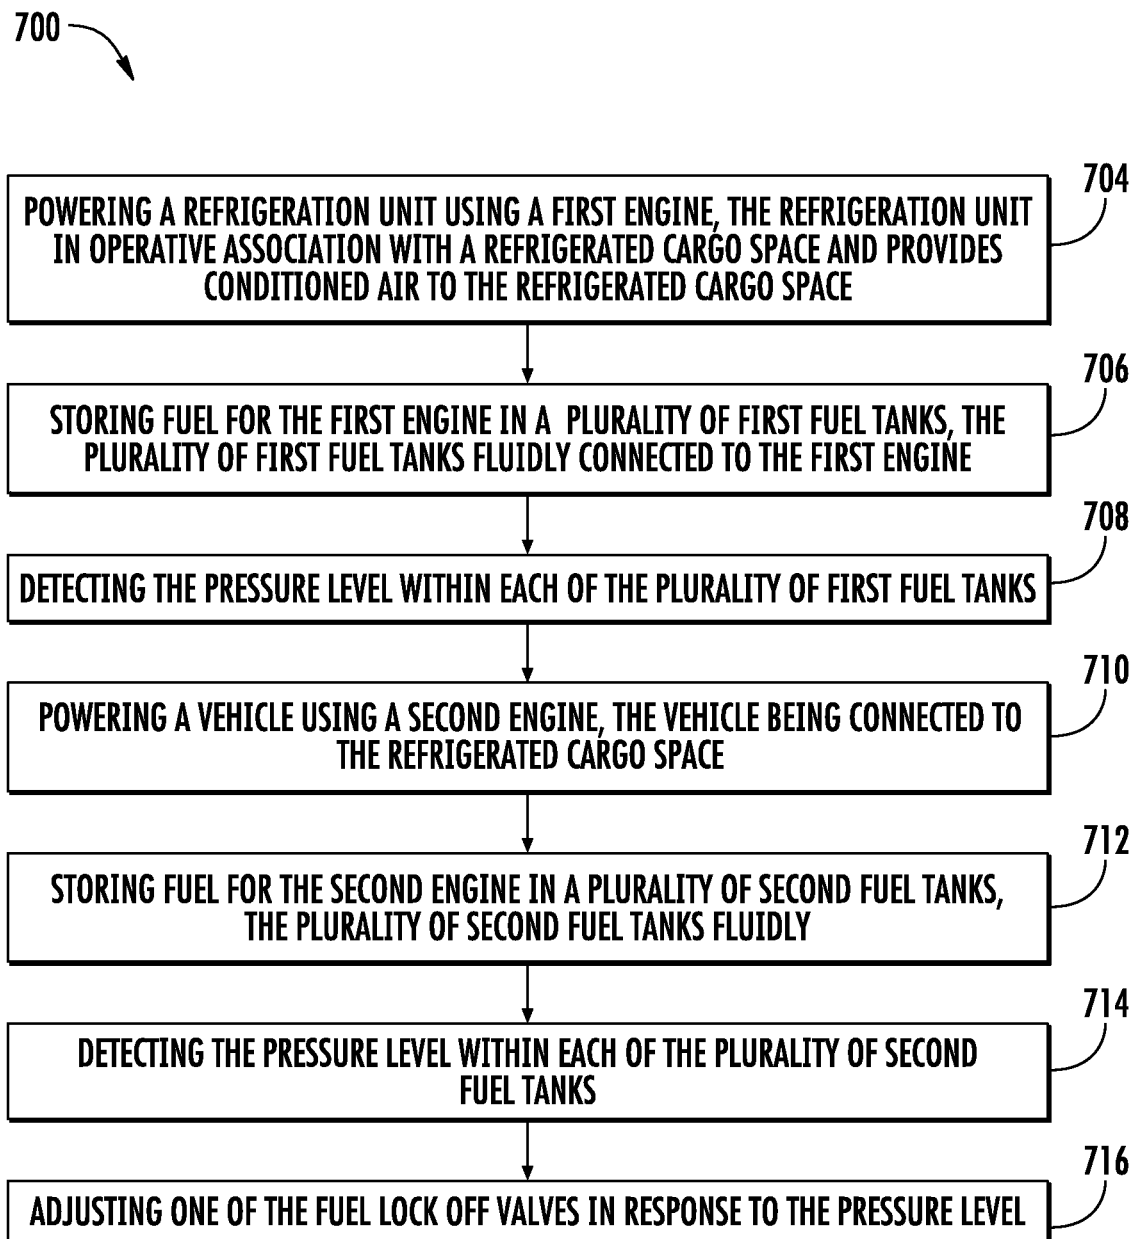 700
704
POWERING A REFRIGERATION UNIT USING A FIRST ENGINE, THE REFRIGERATION UNIT
IN OPERATIVE ASSOCIATION WITH A REFRIGERATED CARGO SPACE AND PROVIDES
CONDITIONED AIR TO THE REFRIGERATED CARGO SPACE
706
STORING FUEL FOR THE FIRST ENGINE IN A PLURALITY OF FIRST FUEL TANKS, THE
PLURALITY OF FIRST FUEL TANKS FLUIDLY CONNECTED TO THE FIRST ENGINE
708
DETECTING THE PRESSURE LEVEL WITHIN EACH OF THE PLURALITY OF FIRST FUEL TANKS
710
POWERING A VEHICLE USING A SECOND ENGINE, THE VEHICLE BEING CONNECTED TO
THE REFRIGERATED CARGO SPACE
712
STORING FUEL FOR THE SECOND ENGINE IN A PLURALITY OF SECOND FUEL TANKS,
THE PLURALITY OF SECOND FUEL TANKS FLUIDLY
714
DETECTING THE PRESSURE LEVEL WITHIN EACH OF THE PLURALITY OF SECOND
FUEL TANKS
716
ADJUSTING ONE OF THE FUEL LOCK OFF VALVES IN RESPONSE TO THE PRESSURE LEVEL